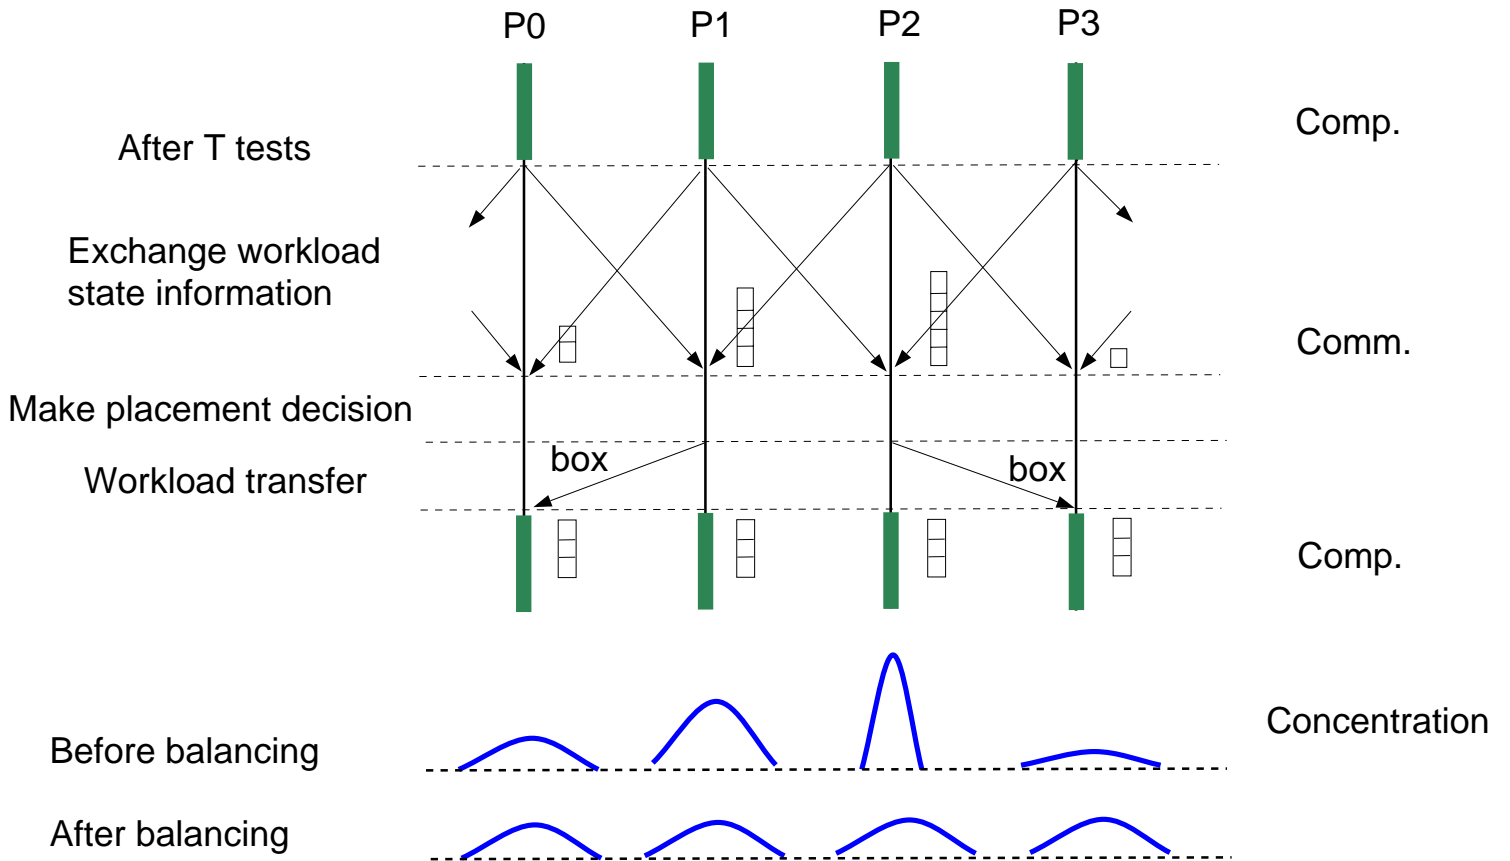 P0 P1 P2 P3
Comp.
After T tests
Exchange workload
state information
Comm.
Make placement decision
box
box
Workload transfer
Comp.
Concentration
Before balancing
After balancing